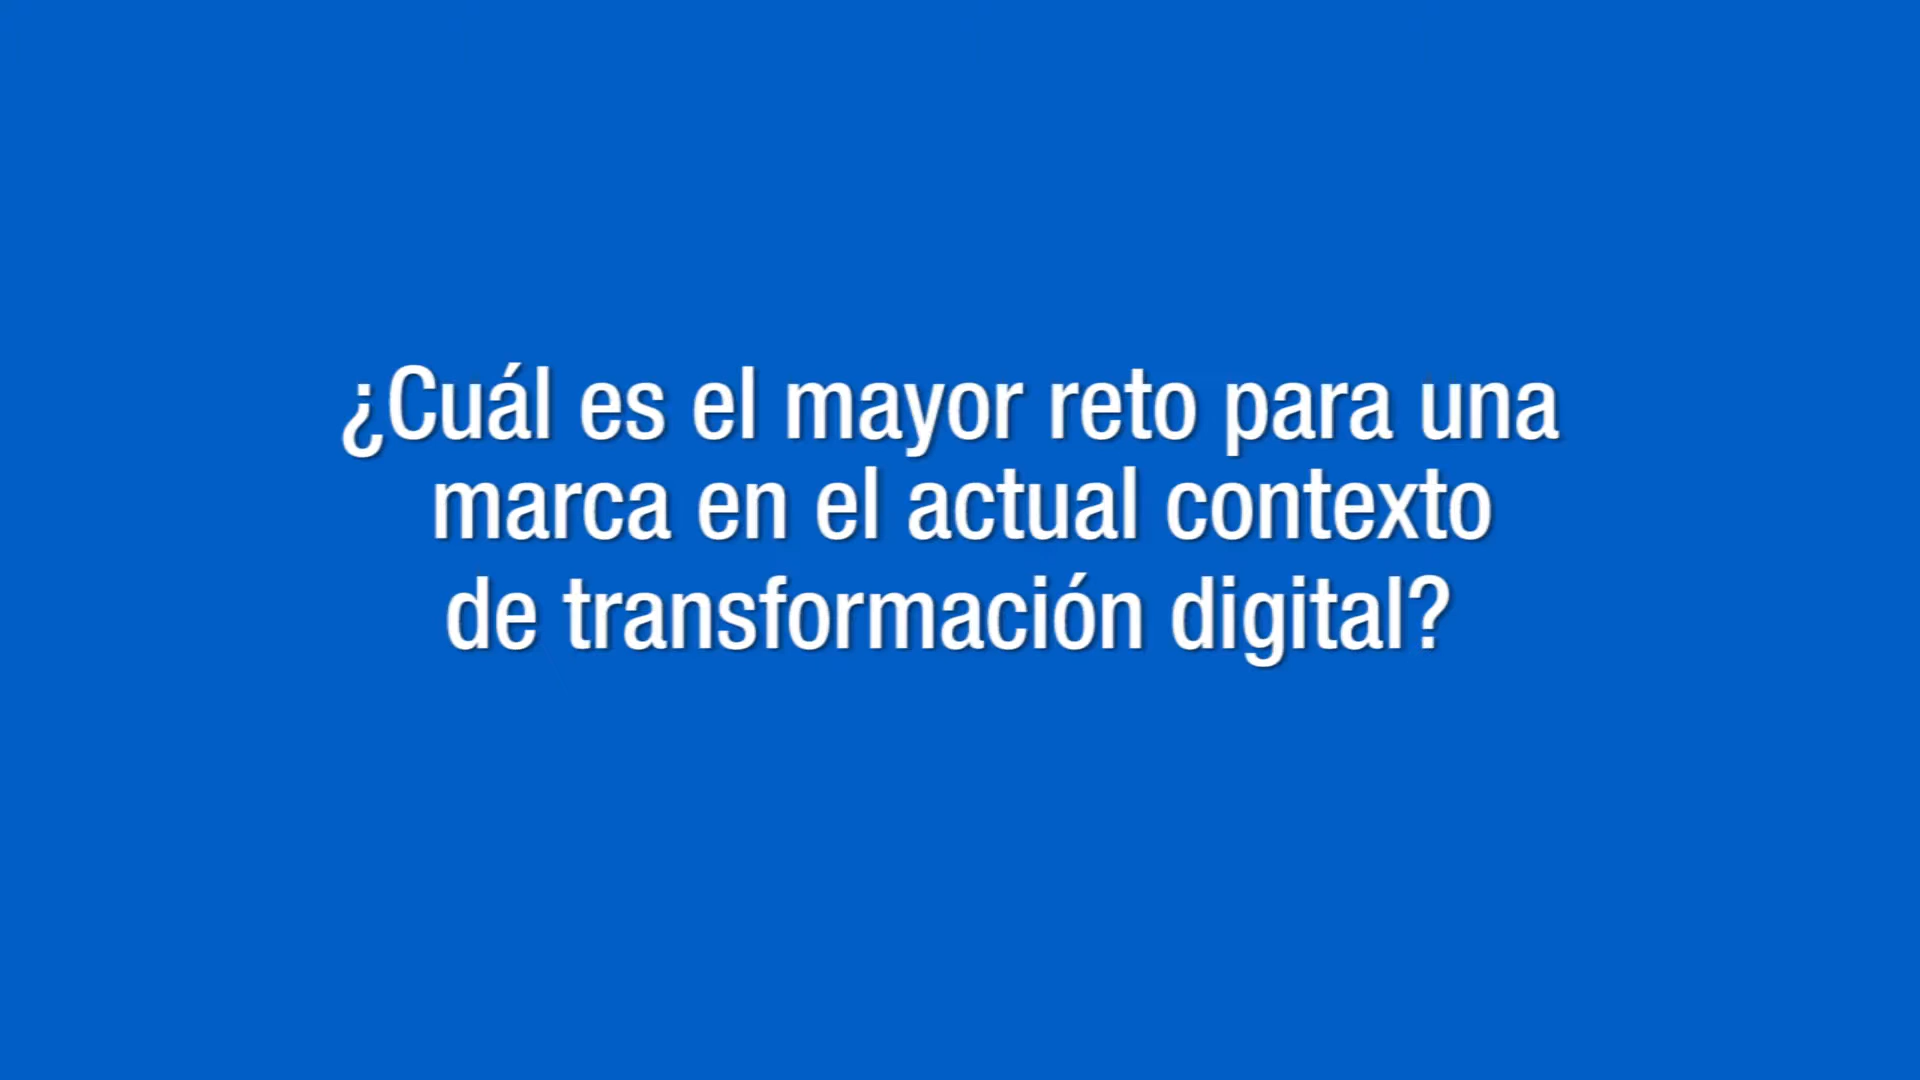 ¿Cuál es el mayor reto para una
marca en el actual contexto
de transformación digital?